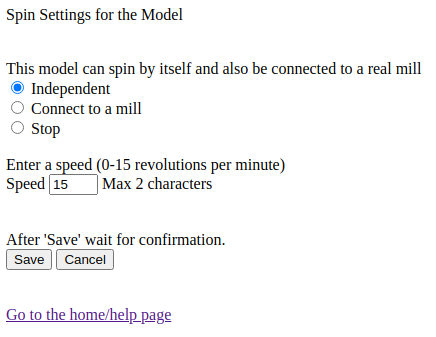 Spin Settings for the Model
This model can spin by itself and also be connected to a real mill
Independent
Connect to a mill
Stop
Enter a speed (0-15 revolutions per minute)
Speed 15 Max 2 characters
After 'Save' wait for confirmation.
Save Cancel
Go to the home/help page